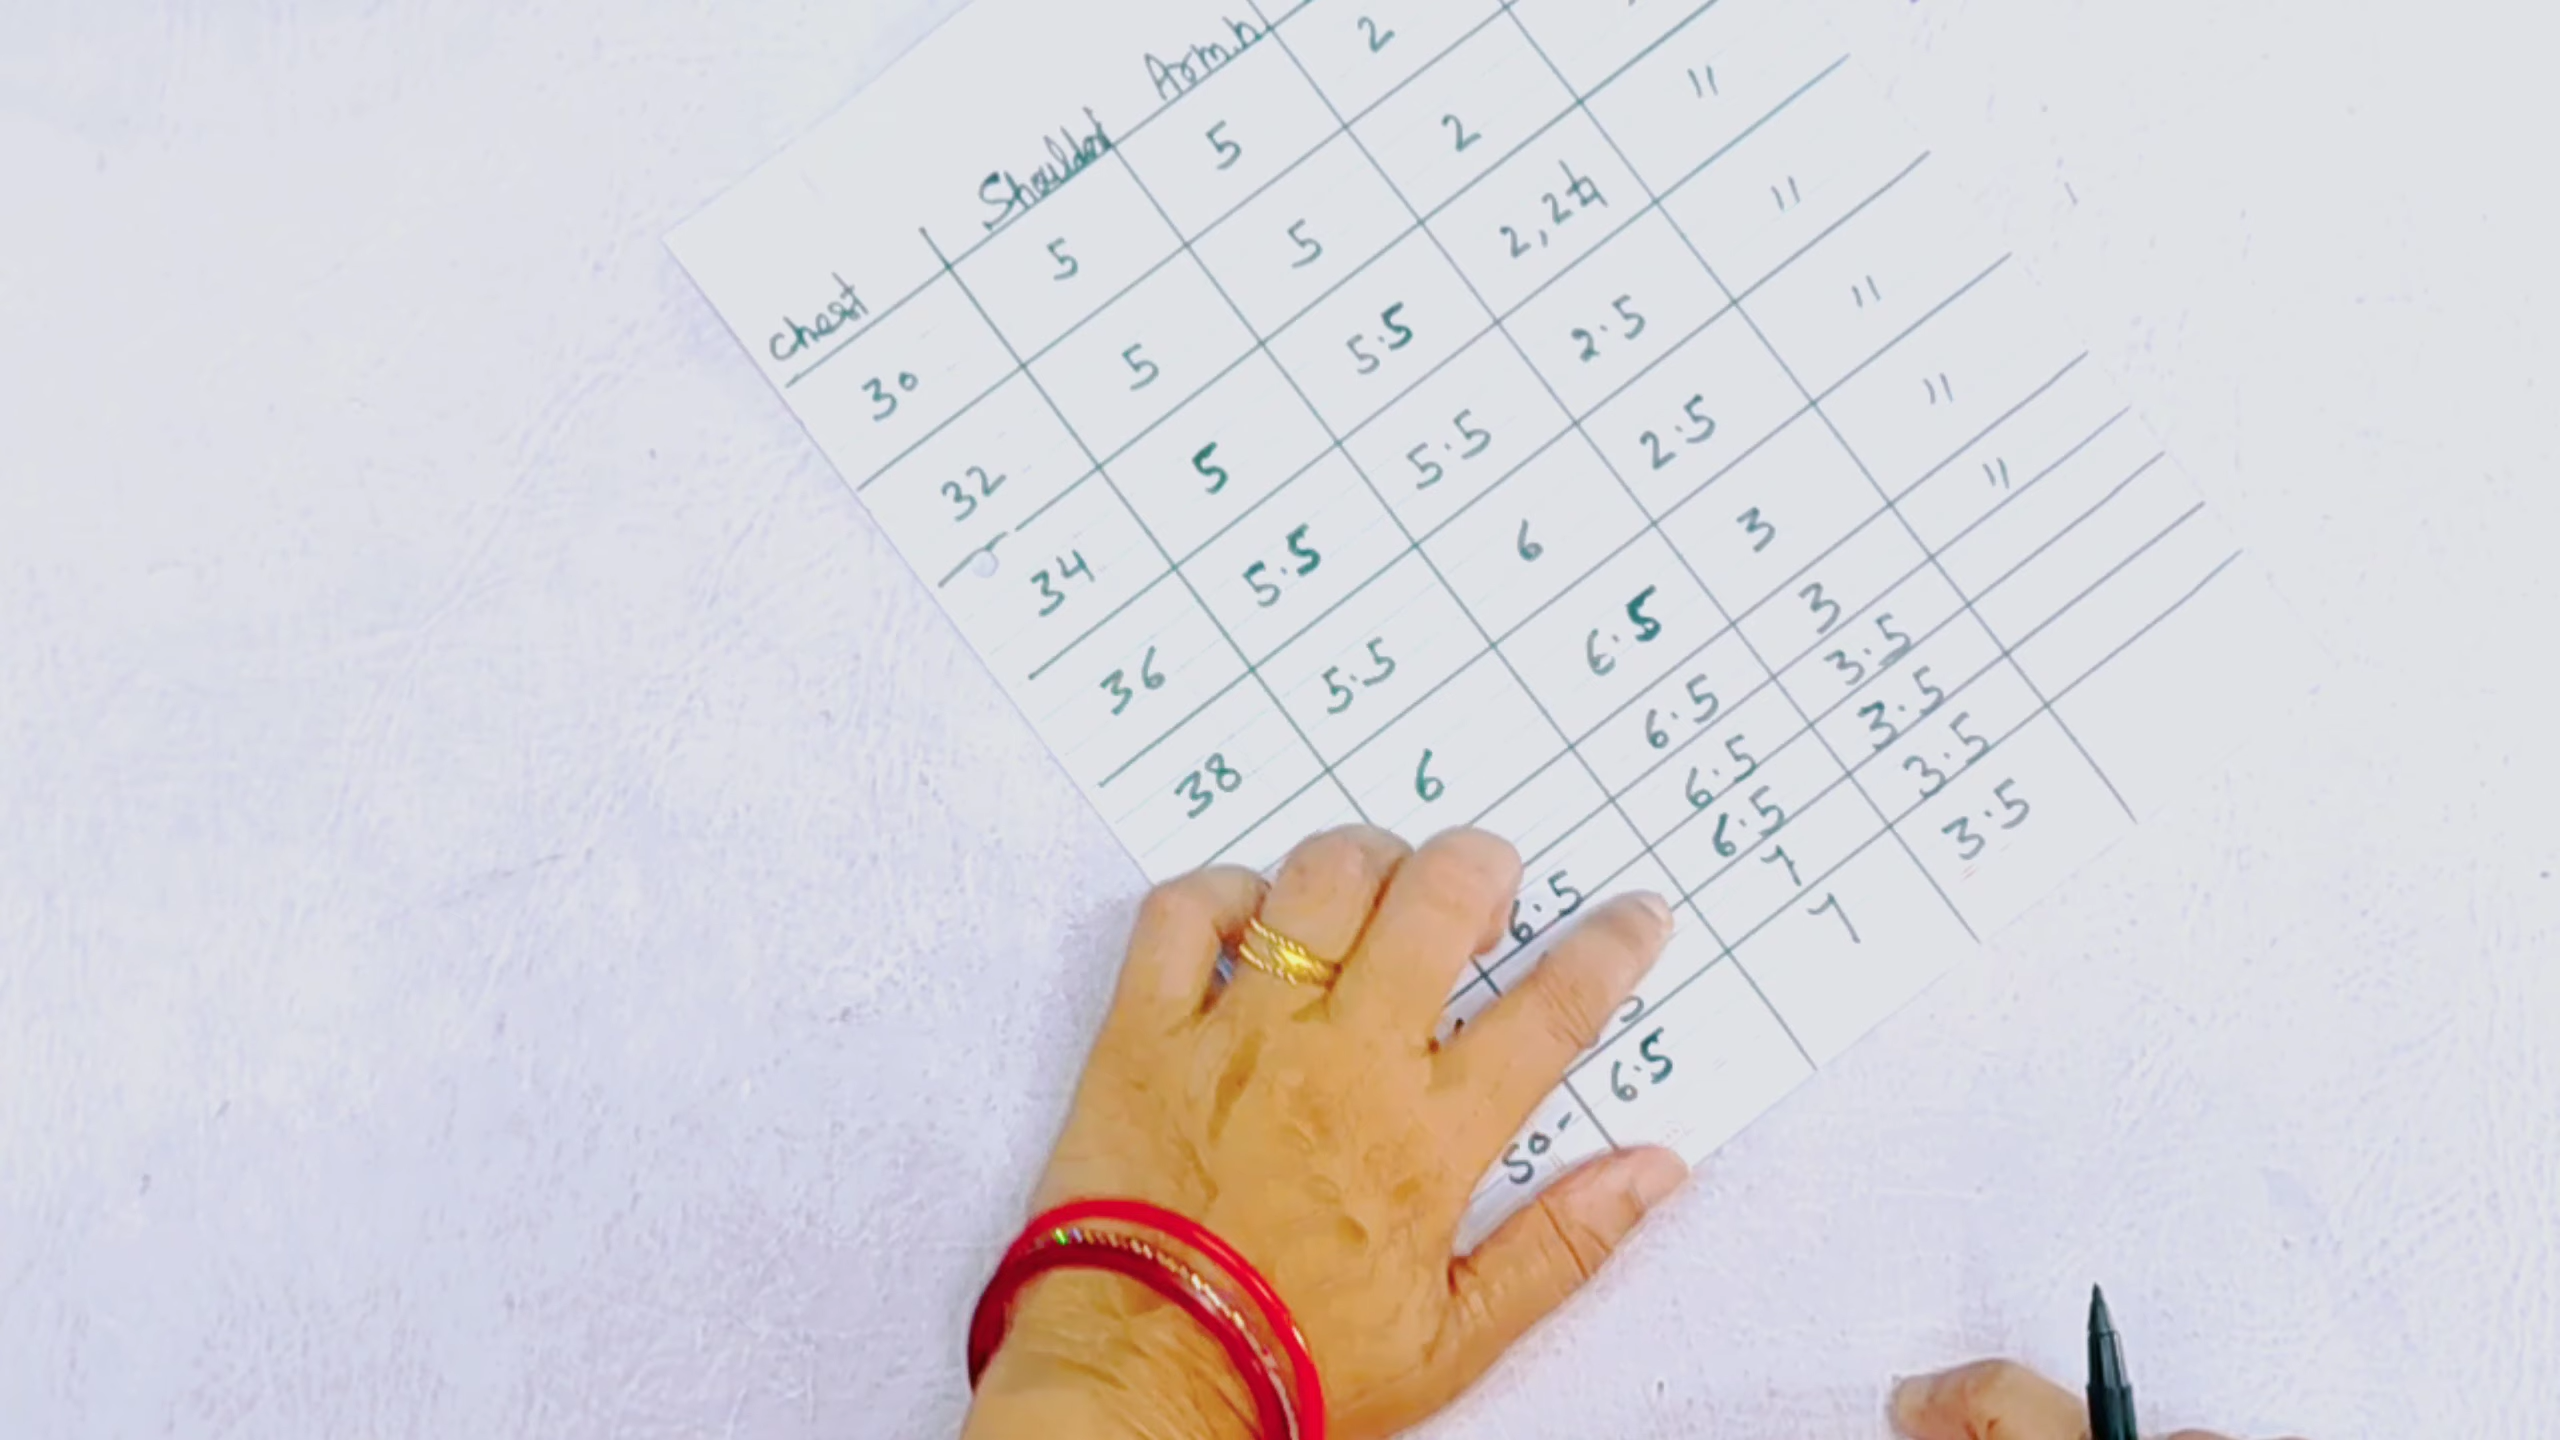 Chest Shoulder Arm.h
30 5 5 2
32 5 5 2
34 5 5.5 2, 2¼ "
36 5.5 5.5 2.5 "
38 5.5 6 2.5 "
6 6.5 3 "
6.5 3 "
6.5 6.5 3.5
6.5 3.5
7 3.5
50- 6.5 7 3.5